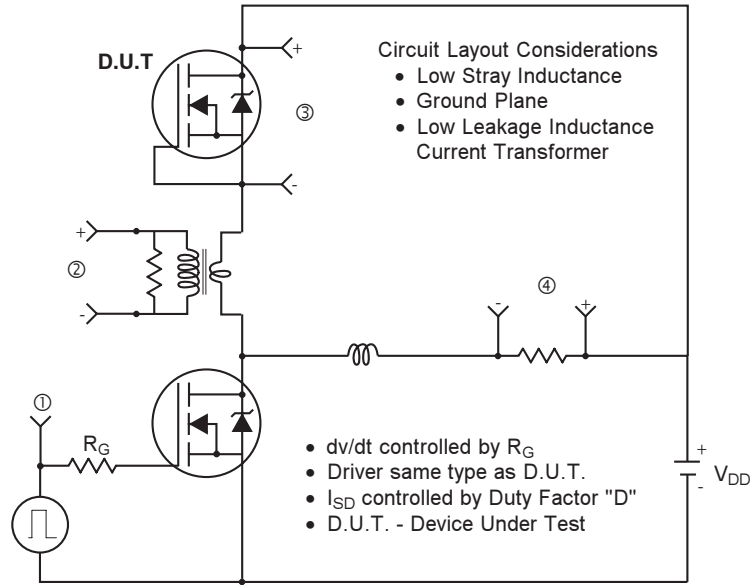 D.U.T
+
③
-
Circuit Layout Considerations
• Low Stray Inductance
• Ground Plane
• Low Leakage Inductance
Current Transformer
+
②
-
④
-
+
①
RG
• dv/dt controlled by RG
• Driver same type as D.U.T.
• ISD controlled by Duty Factor "D"
• D.U.T. - Device Under Test
+
VDD
-